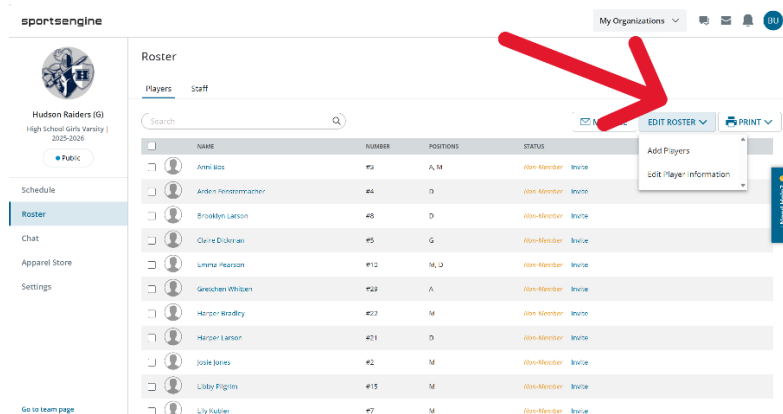 sportsengine
My Organizations
BU
H
Hudson Raiders (G)
High School Girls Varsity |
2025-2026
Public
Schedule
Roster
Chat
Apparel Store
Settings
Go to team page
Roster
Players Staff
Search
EDIT ROSTER PRINT
Add Players
Edit Player Information
Need Help?
NAME NUMBER POSITIONS STATUS
Anni Bos #3 A, M Non-Member Invite
Arden Fenstermacher #4 D Non-Member Invite
Brooklyn Larson #8 D Non-Member Invite
Claire Dickman #5 G Non-Member Invite
Emma Pearson M, D Non-Member Invite
Gretchen Whitten A Non-Member Invite
Harper Bradley #22 M Non-Member Invite
Harper Larson #21 D Non-Member Invite
Josie Jones #2 M Non-Member Invite
Libby Pilgrim #15 M Non-Member Invite
Lily Kubler #7 M Non-Member Invite